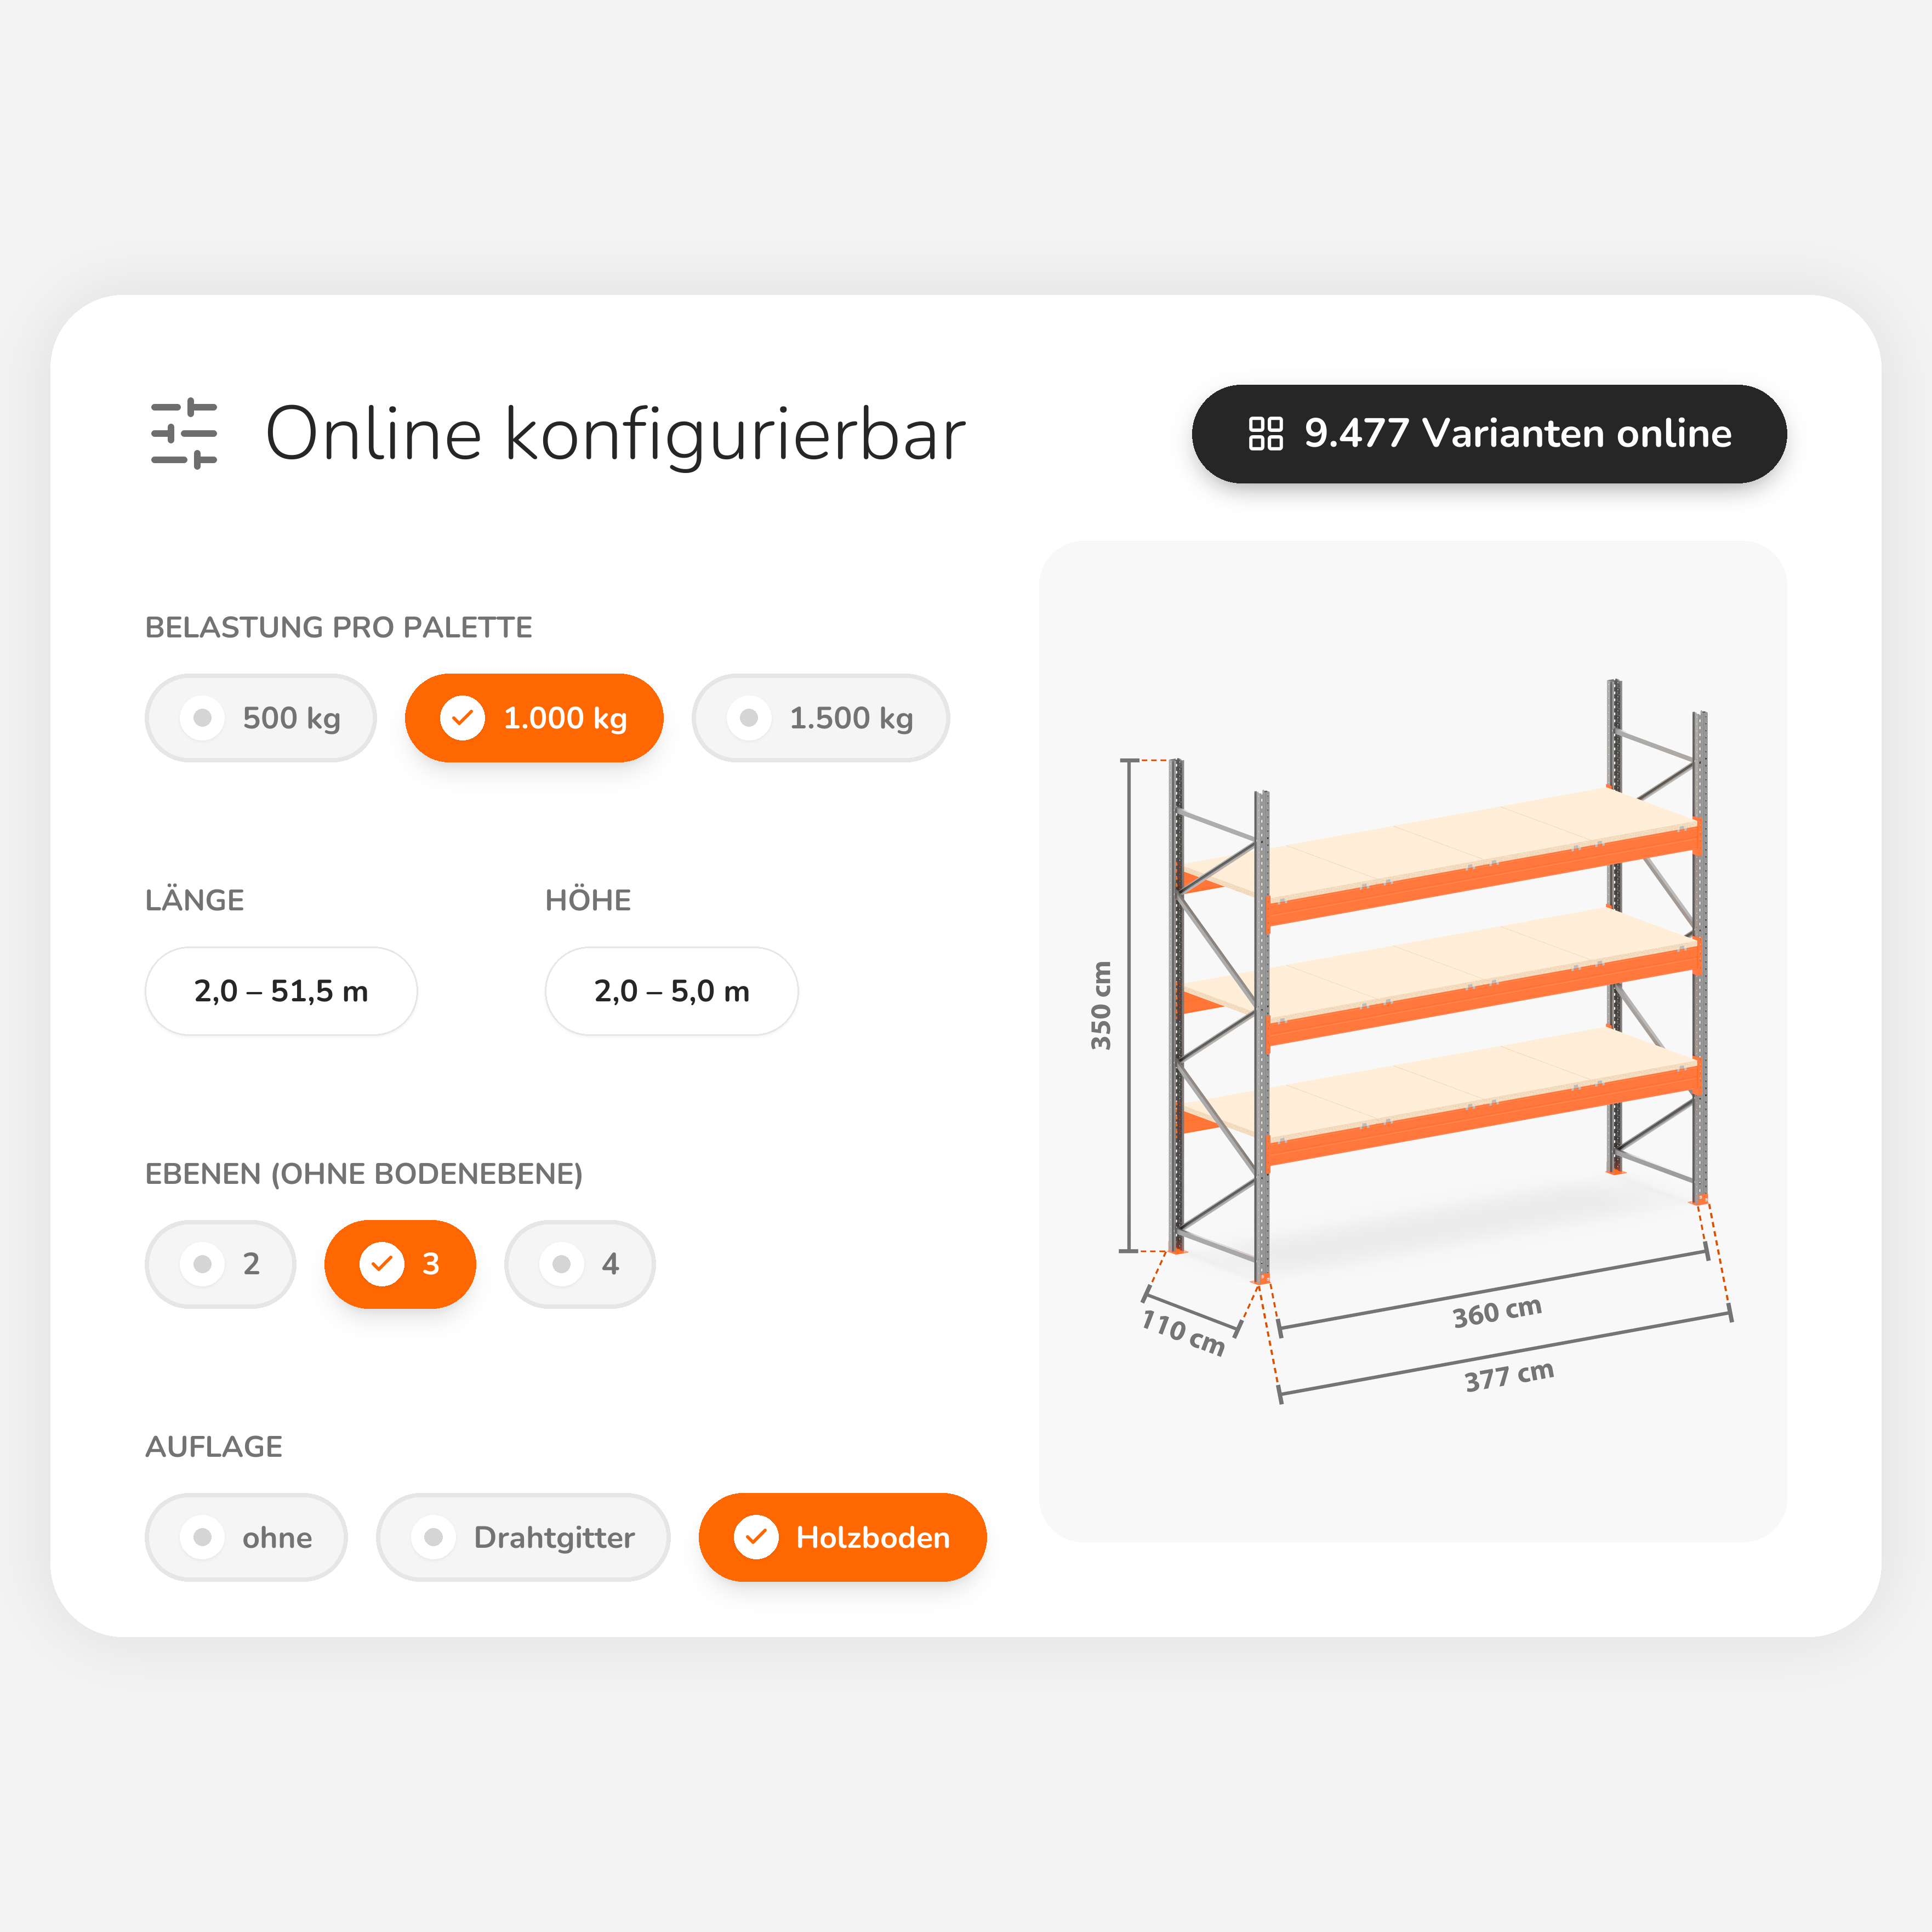 Online konfigurierbar
9.477 Varianten online
BELASTUNG PRO PALETTE
500 kg
1.000 kg
1.500 kg
LÄNGE
HÖHE
2,0 – 51,5 m
2,0 – 5,0 m
EBENEN (OHNE BODENEBENE)
2
3
4
AUFLAGE
ohne
Drahtgitter
Holzboden
350 cm
110 cm
360 cm
377 cm